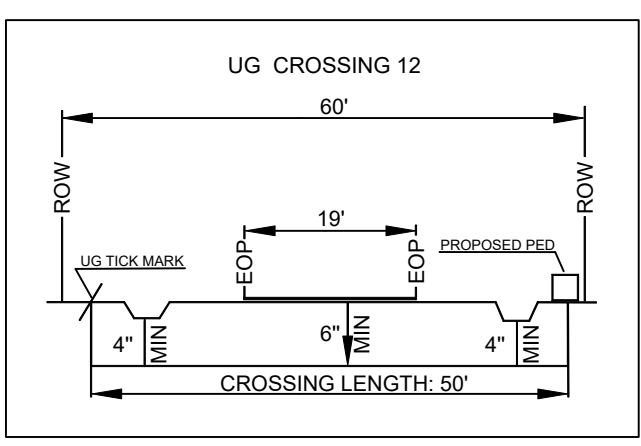 UG CROSSING 12
60'
ROW
ROW
19'
EOP
EOP
UG TICK MARK
PROPOSED PED
4"
MIN
6"
MIN
4"
MIN
CROSSING LENGTH: 50'